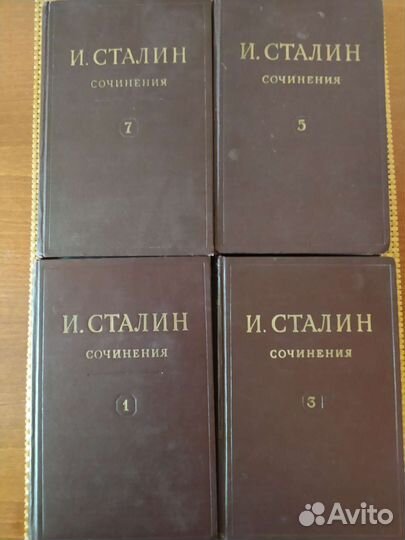 И. СТАЛИН
СОЧИНЕНИЯ
7
И. СТАЛИН
СОЧИНЕНИЯ
5
И. СТАЛИН
СОЧИНЕНИЯ
1
И. СТАЛИН
СОЧИНЕНИЯ
3
Avito